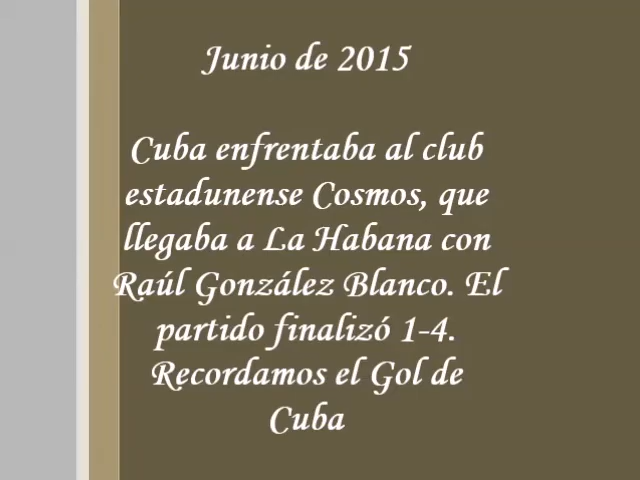 Junio de 2015
Cuba enfrentaba al club
estadunense Cosmos, que
llegaba a La Habana con
Raúl González Blanco. El
partido finalizó 1-4.
Recordamos el Gol de
Cuba